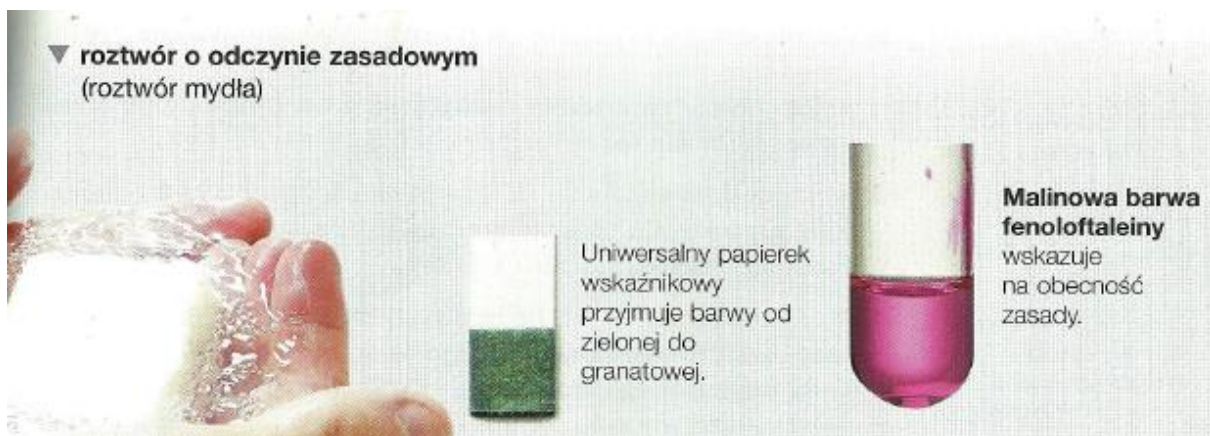 ▼ roztwór o odczynie zasadowym
(roztwór mydła)
Uniwersalny papierek
wskaźnikowy
przyjmuje barwy od
zielonej do
granatowej.
Malinowa barwa
fenoloftaleiny
wskazuje
na obecność
zasady.